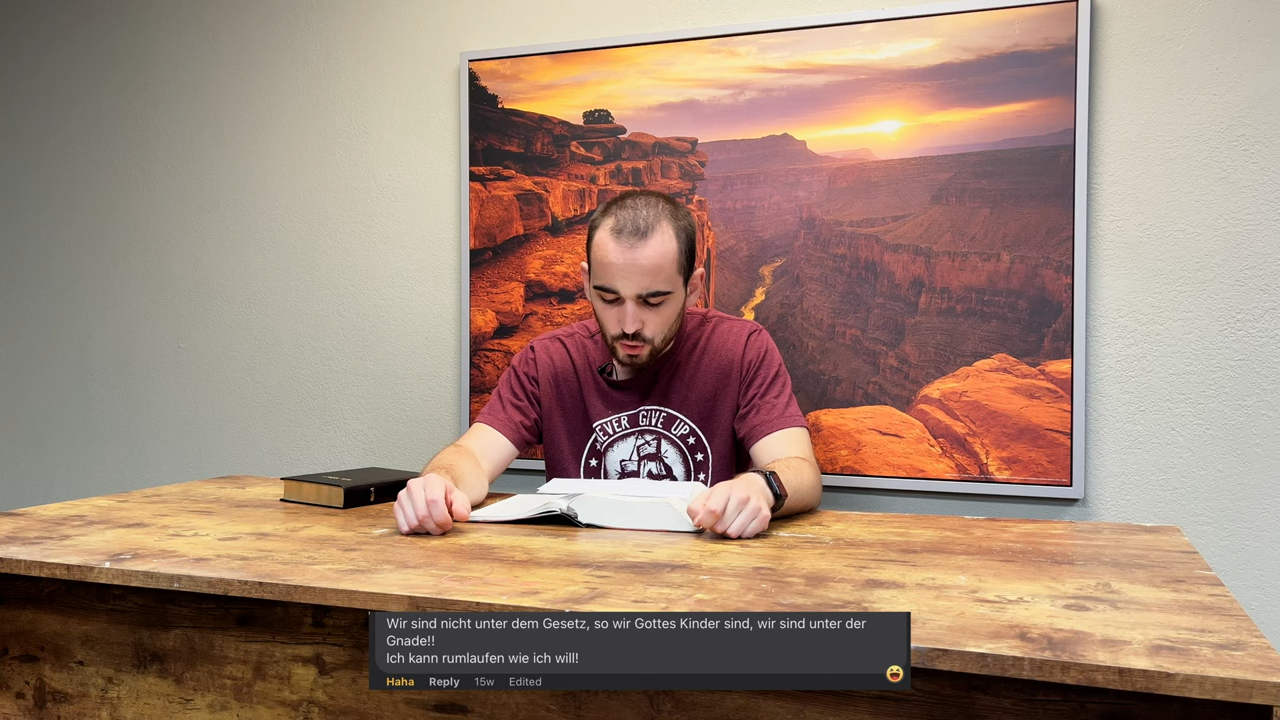 NEVER GIVE UP
Wir sind nicht unter dem Gesetz, so wir Gottes Kinder sind, wir sind unter der
Gnade!!
Ich kann rumlaufen wie ich will!
Haha Reply 15w Edited